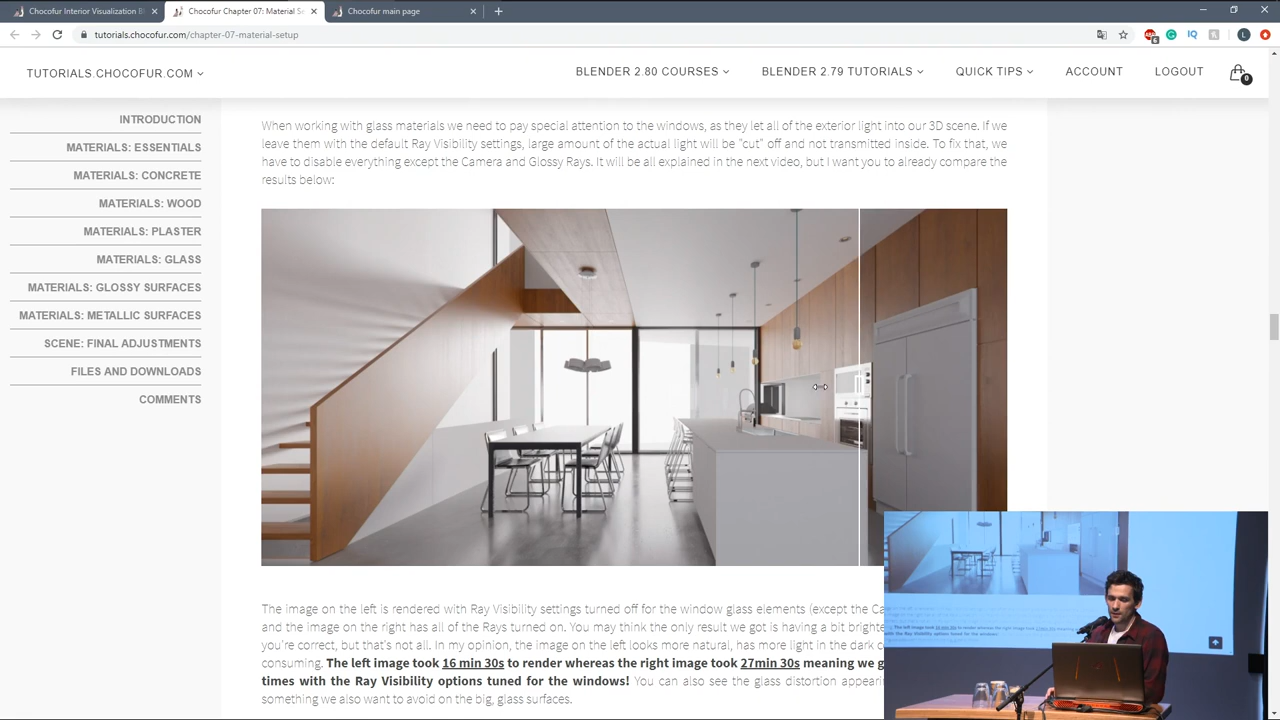 Chocofur Interior Visualization Bl
Chocofur Chapter 07: Material Se
Chocofur main page
tutorials.chocofur.com/chapter-07-material-setup
TUTORIALS.CHOCOFUR.COM
BLENDER 2.80 COURSES
BLENDER 2.79 TUTORIALS
QUICK TIPS
ACCOUNT
LOGOUT
0
INTRODUCTION
MATERIALS: ESSENTIALS
MATERIALS: CONCRETE
MATERIALS: WOOD
MATERIALS: PLASTER
MATERIALS: GLASS
MATERIALS: GLOSSY SURFACES
MATERIALS: METALLIC SURFACES
SCENE: FINAL ADJUSTMENTS
FILES AND DOWNLOADS
COMMENTS
When working with glass materials we need to pay special attention to the windows, as they let all of the exterior light into our 3D scene. If we
leave them with the default Ray Visibility settings, large amount of the actual light will be "cut" off and not transmitted inside. To fix that, we
have to disable everything except the Camera and Glossy Rays. It will be all explained in the next video, but I want you to already compare the
results below:
The image on the left is rendered with Ray Visibility settings turned off for the window glass elements (except the Ca
the image on the right has all of the Rays turned on. You may think the only result we got is having a bit brighte
you're correct, but that's not all. In my opinion, the image on the left looks more natural, has more light in the dark c
consuming. The left image took 16 min 30s to render whereas the right image took 27min 30s meaning we g
times with the Ray Visibility options tuned for the windows! You can also see the glass distortion appeari
something we also want to avoid on the big, glass surfaces.